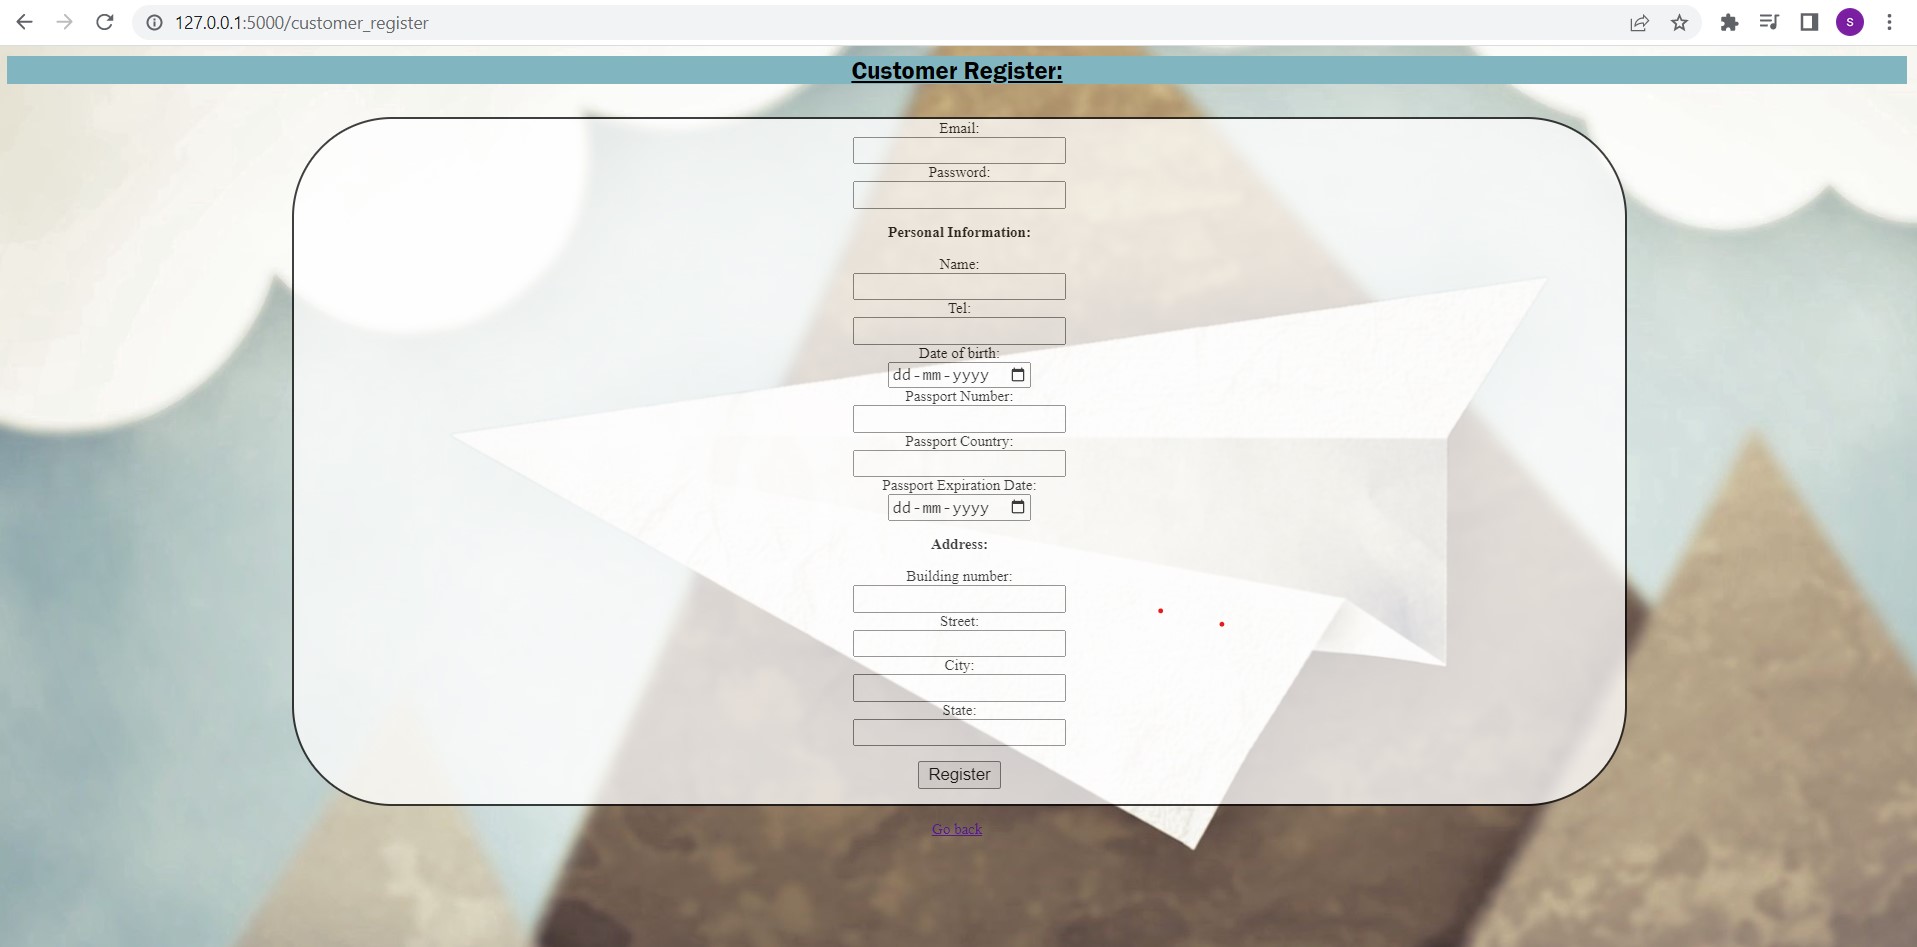 127.0.0.1:5000/customer_register
S
Customer Register:
Email:
Password:
Personal Information:
Name:
Tel:
Date of birth:
dd-mm-yyyy
Passport Number:
Passport Country:
Passport Expiration Date:
dd-mm-yyyy
Address:
Building number:
Street:
City:
State:
Register
Go back